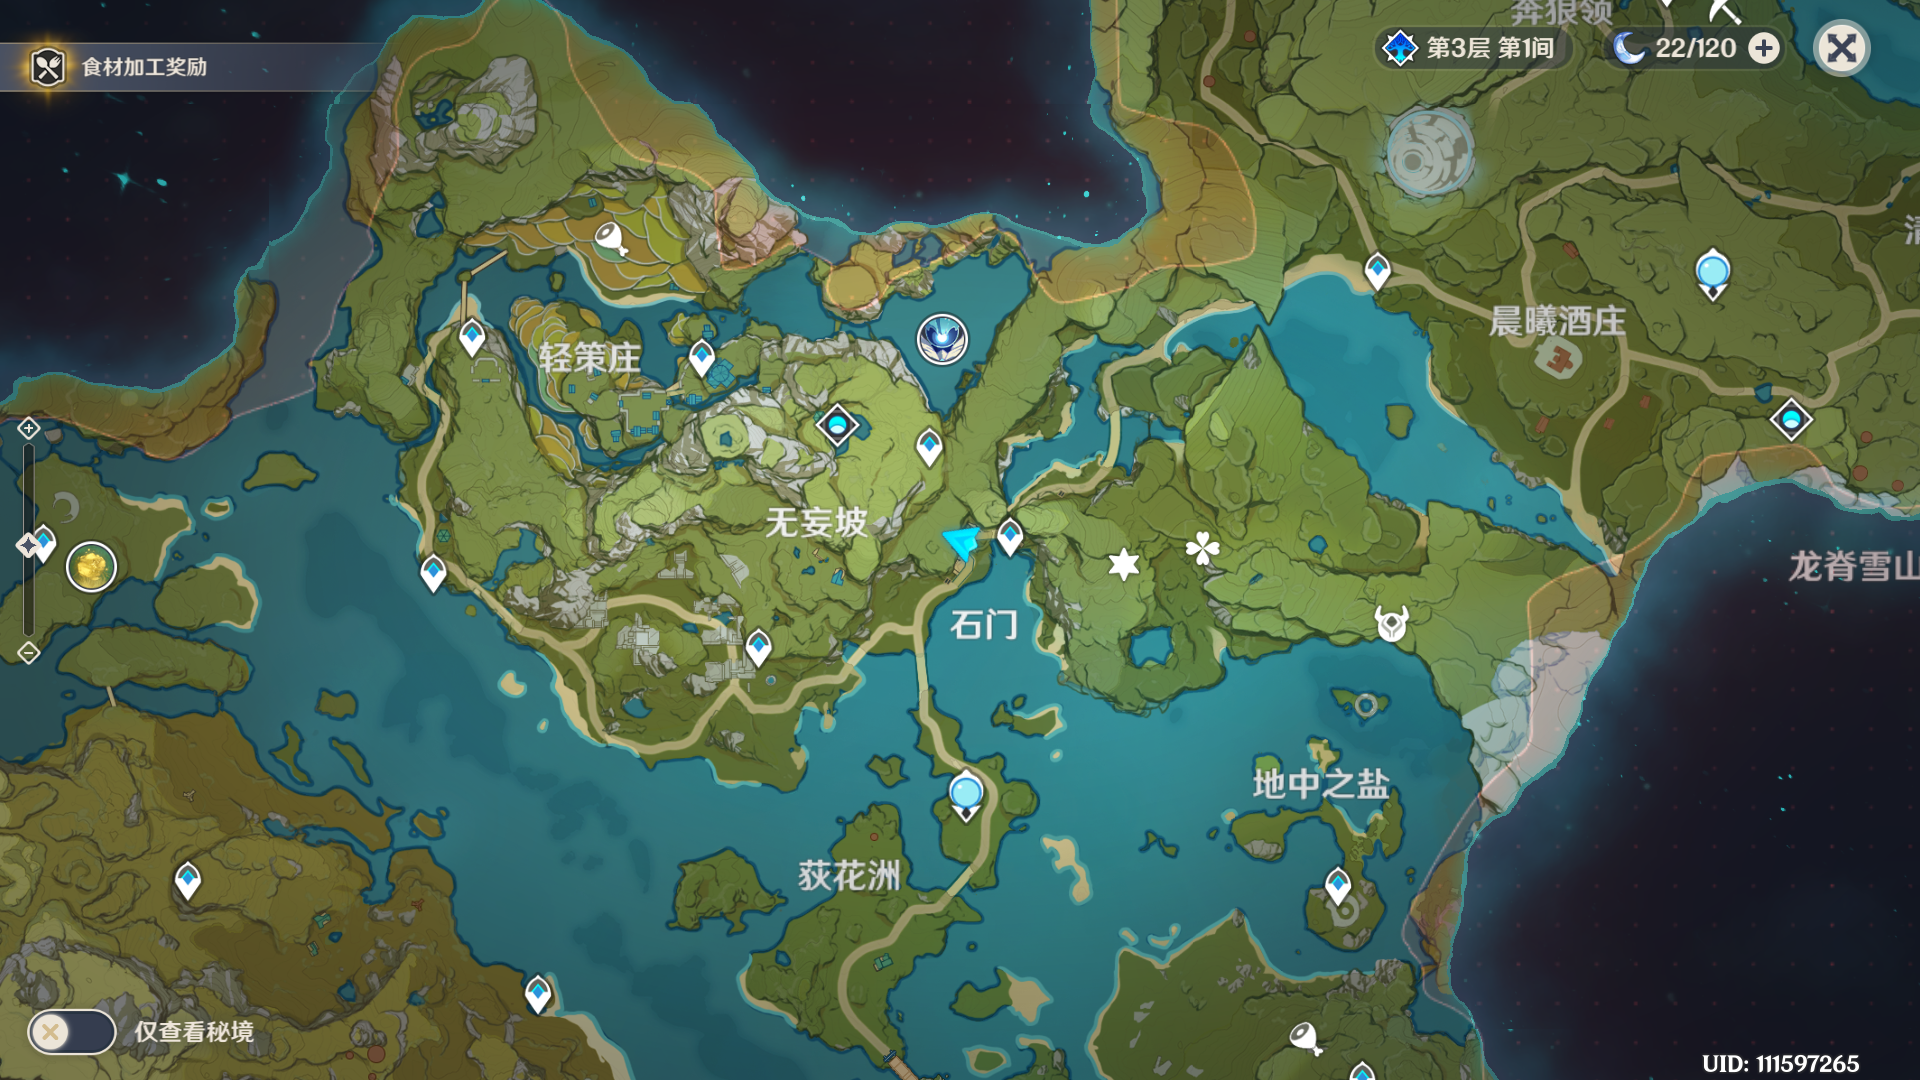 奔狼领
食材加工奖励
第3层 第1间
22/120
晨曦酒庄
轻策庄
无妄坡
龙脊雪山
石门
地中之盐
荻花洲
仅查看秘境
UID: 111597265